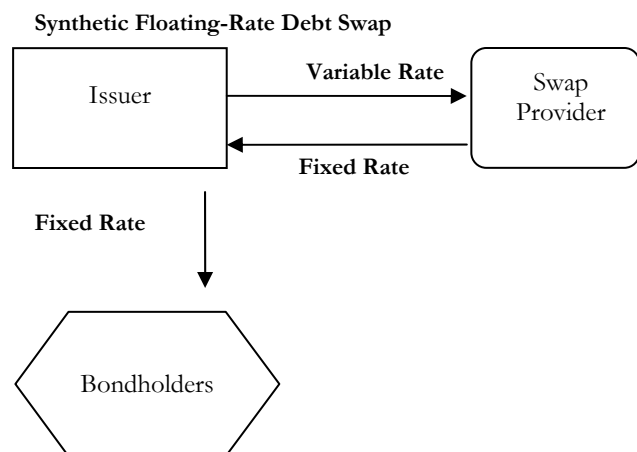 Synthetic Floating-Rate Debt Swap
Issuer
Variable Rate
Swap
Provider
Fixed Rate
Fixed Rate
Bondholders